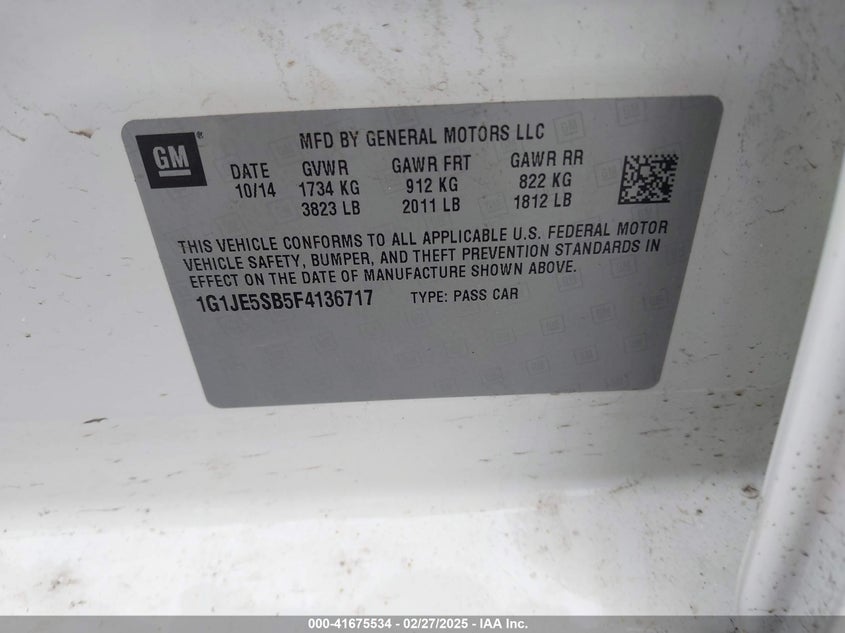 GM®
MFD BY GENERAL MOTORS LLC
DATE GVWR GAWR FRT GAWR RR
10/14 1734 KG 912 KG 822 KG
3823 LB 2011 LB 1812 LB
THIS VEHICLE CONFORMS TO ALL APPLICABLE U.S. FEDERAL MOTOR
VEHICLE SAFETY, BUMPER, AND THEFT PREVENTION STANDARDS IN
EFFECT ON THE DATE OF MANUFACTURE SHOWN ABOVE.
1G1JE5SB5F4136717 TYPE: PASS CAR
000-41675534 — 02/27/2025 — IAA Inc.